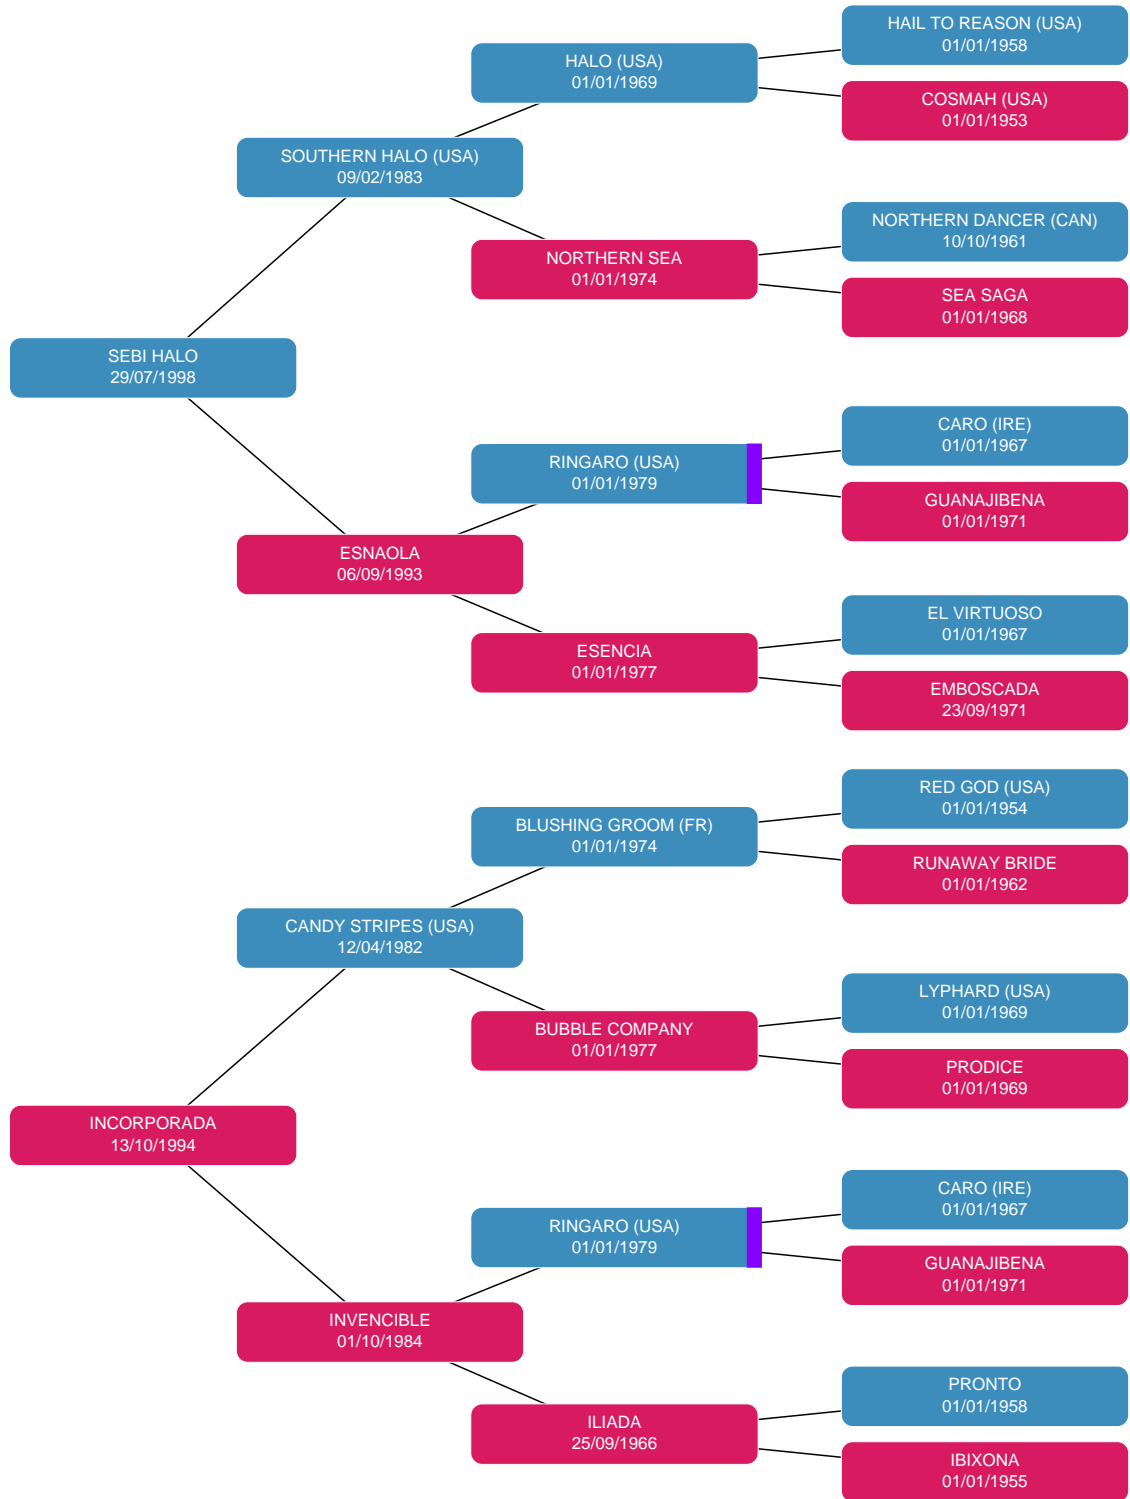 HAIL TO REASON (USA)
01/01/1958
HALO (USA)
01/01/1969
COSMAH (USA)
01/01/1953
SOUTHERN HALO (USA)
09/02/1983
NORTHERN DANCER (CAN)
10/10/1961
NORTHERN SEA
01/01/1974
SEA SAGA
01/01/1968
SEBI HALO
29/07/1998
CARO (IRE)
01/01/1967
RINGARO (USA)
01/01/1979
GUANAJIBENA
01/01/1971
ESNAOLA
06/09/1993
EL VIRTUOSO
01/01/1967
ESENCIA
01/01/1977
EMBOSCADA
23/09/1971
RED GOD (USA)
01/01/1954
BLUSHING GROOM (FR)
01/01/1974
RUNAWAY BRIDE
01/01/1962
CANDY STRIPES (USA)
12/04/1982
LYPHARD (USA)
01/01/1969
BUBBLE COMPANY
01/01/1977
PRODICE
01/01/1969
INCORPORADA
13/10/1994
CARO (IRE)
01/01/1967
RINGARO (USA)
01/01/1979
GUANAJIBENA
01/01/1971
INVENCIBLE
01/10/1984
PRONTO
01/01/1958
ILIADA
25/09/1966
IBIXONA
01/01/1955